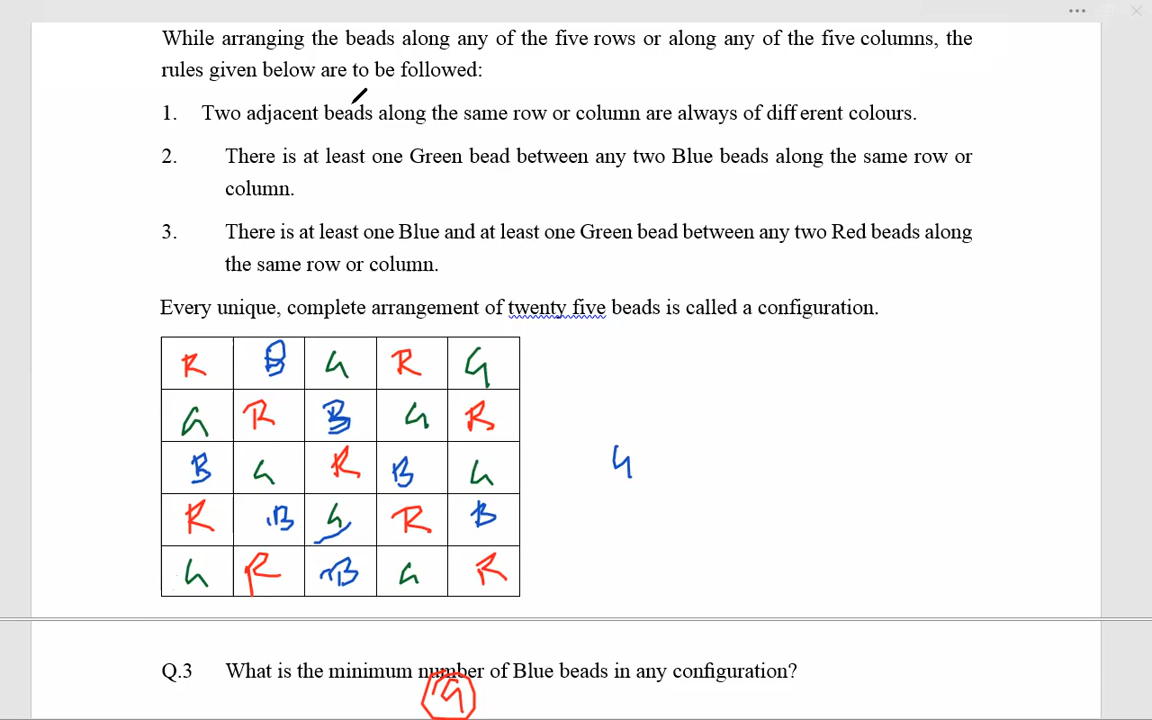 While arranging the beads along any of the five rows or along any of the five columns, the
rules given below are to be followed:
1. Two adjacent beads along the same row or column are always of different colours.
2. There is at least one Green bead between any two Blue beads along the same row or
column.
3. There is at least one Blue and at least one Green bead between any two Red beads along
the same row or column.
Every unique, complete arrangement of twenty five beads is called a configuration.
R B G R G
G R B G R
B G R B G
R B G R B
G R B G R
Q.3 What is the minimum number of Blue beads in any configuration?